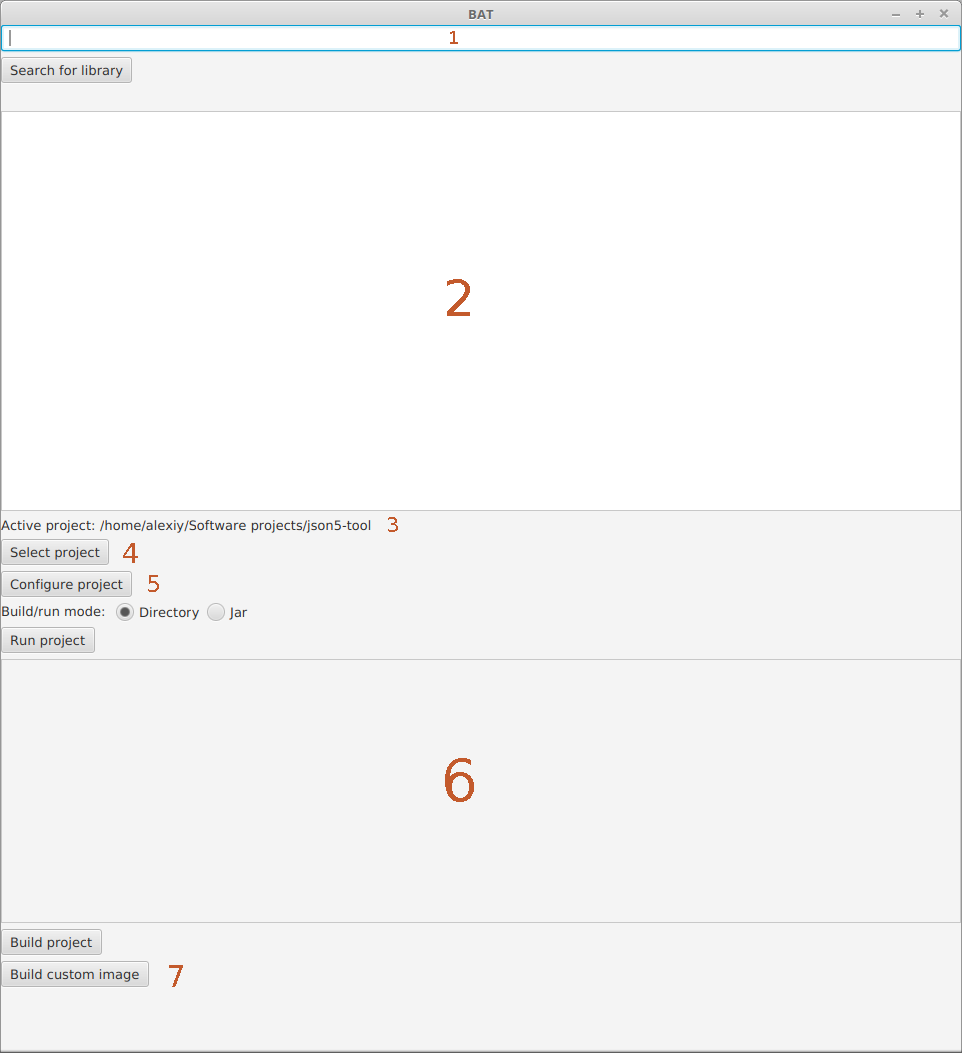 BAT
1
Search for library
2
Active project: /home/alexiy/Software projects/json5-tool 3
Select project 4
Configure project 5
Build/run mode: Directory Jar
Run project
6
Build project
Build custom image 7